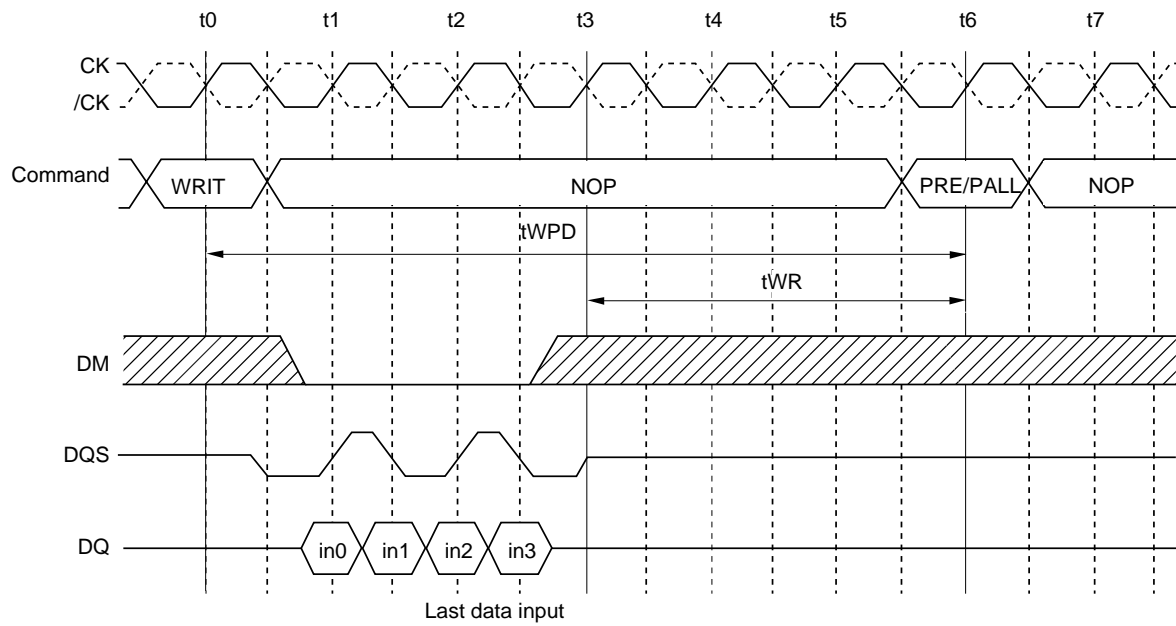 t0 t1 t2 t3 t4 t5 t6 t7
CK
/CK
Command WRIT NOP PRE/PALL NOP
tWPD
tWR
DM
DQS
DQ in0 in1 in2 in3
Last data input